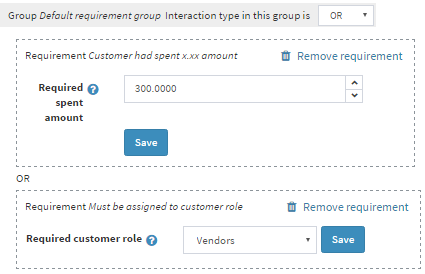 Group Default requirement group Interaction type in this group is OR
Requirement Customer had spent x.xx amount Remove requirement
Required spent amount ? 300.0000
Save
OR
Requirement Must be assigned to customer role Remove requirement
Required customer role ? Vendors Save